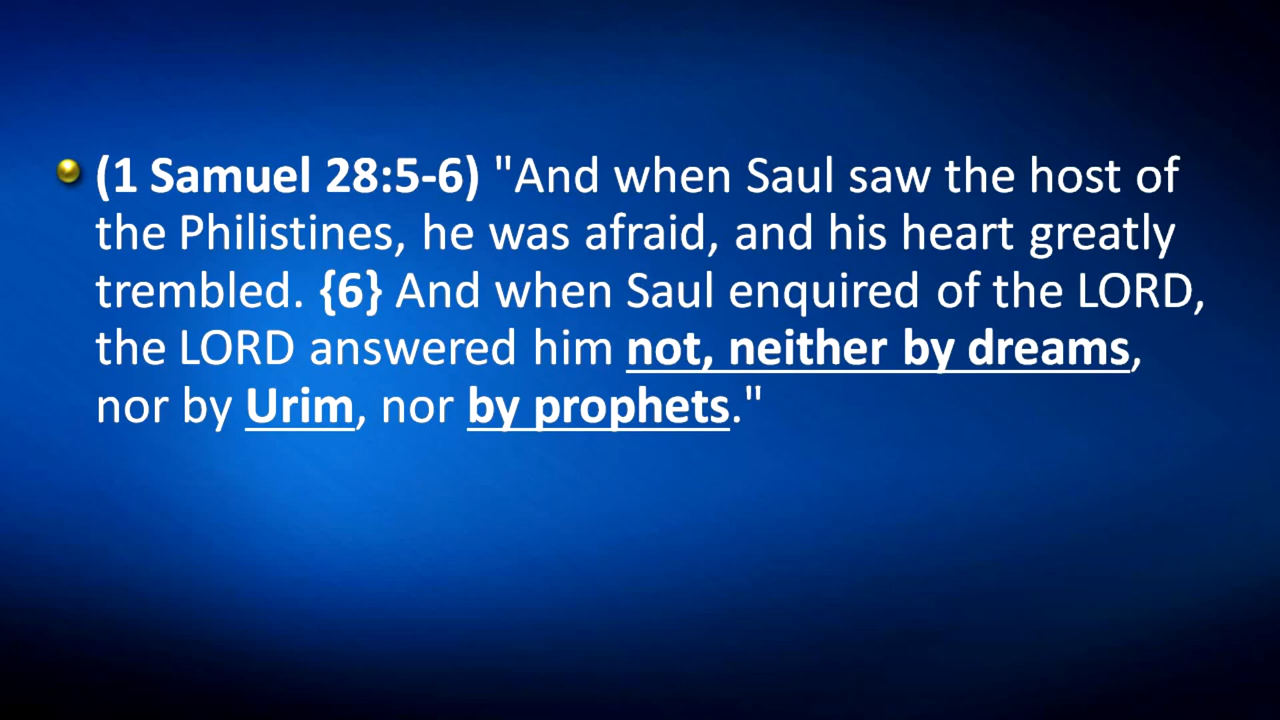 (1 Samuel 28:5-6) "And when Saul saw the host of
the Philistines, he was afraid, and his heart greatly
trembled. {6} And when Saul enquired of the LORD,
the LORD answered him not, neither by dreams,
nor by Urim, nor by prophets."